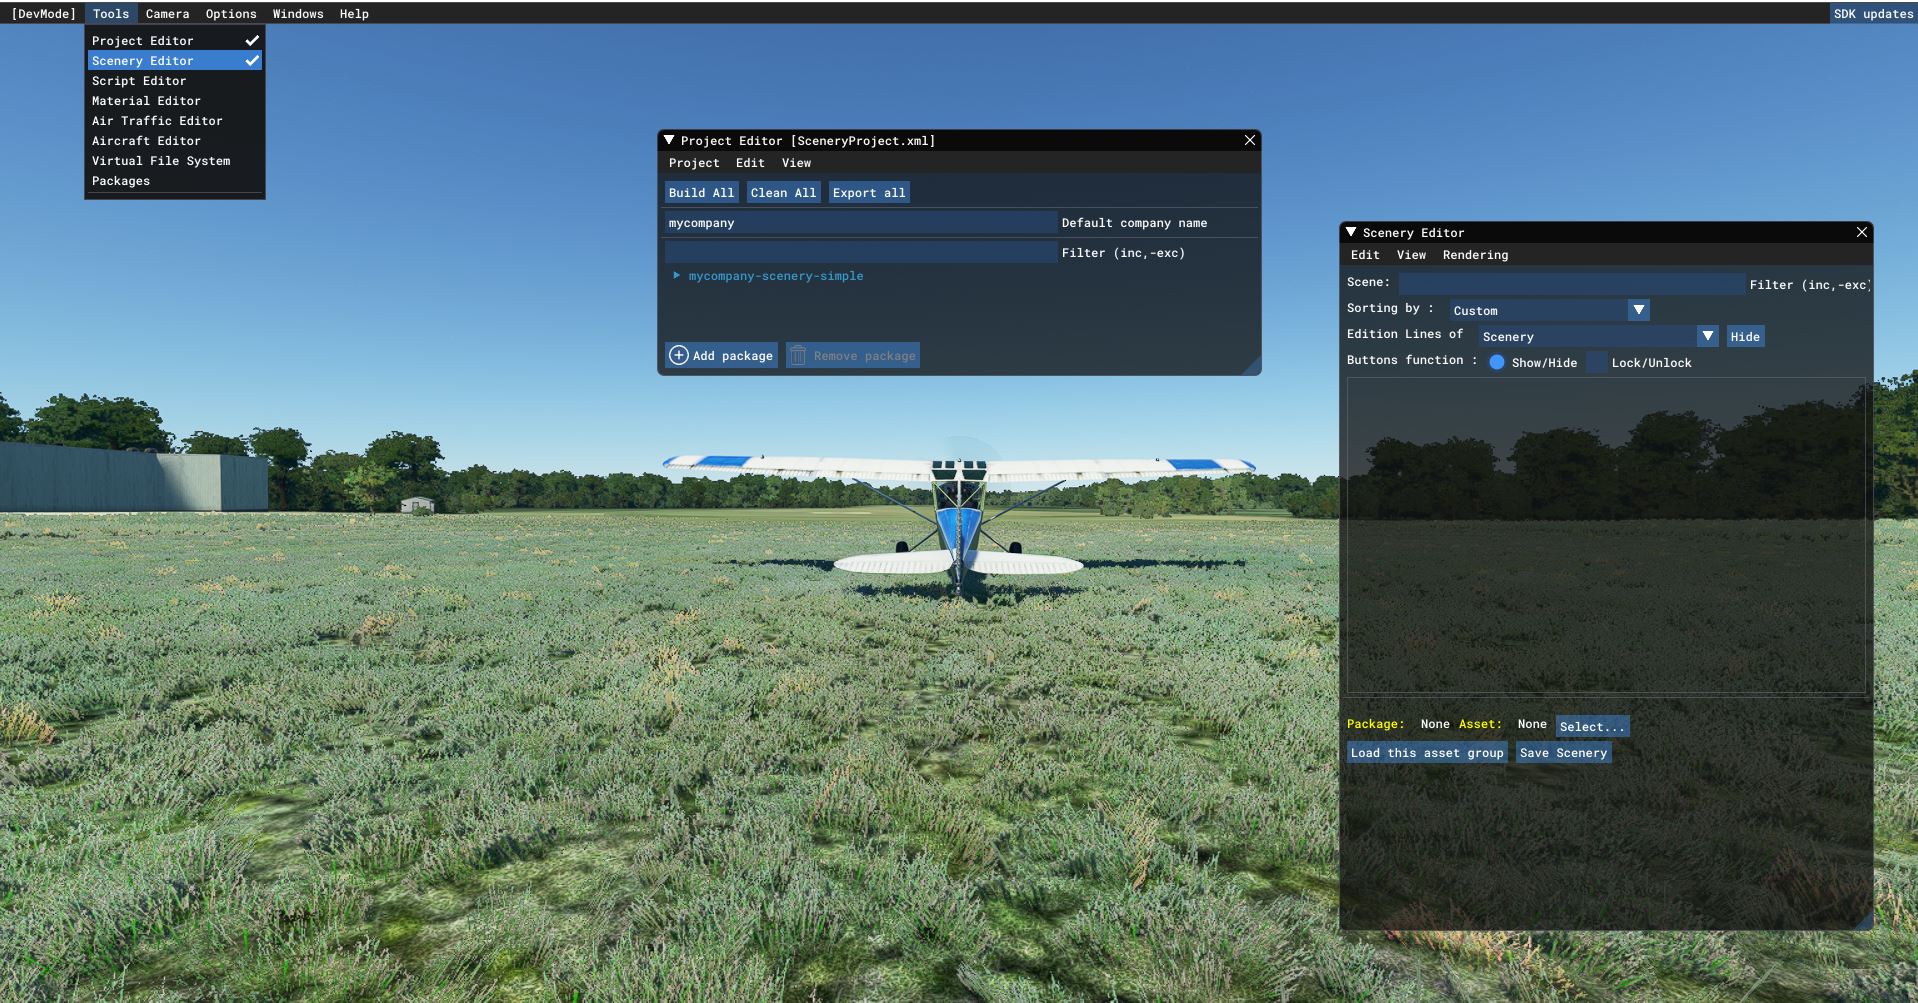 [DevMode] Tools Camera Options Windows Help SDK updates
Project Editor
Scenery Editor
Script Editor
Material Editor
Air Traffic Editor
Aircraft Editor
Virtual File System
Packages
Project Editor [SceneryProject.xml]
Project Edit View
Build All Clean All Export all
mycompany Default company name
Filter (inc,-exc)
mycompany-scenery-simple
Add package Remove package
Scenery Editor
Edit View Rendering
Scene: Filter (inc,-exc)
Sorting by : Custom
Edition Lines of Scenery Hide
Buttons function : Show/Hide Lock/Unlock
Package: None Asset: None Select...
Load this asset group Save Scenery